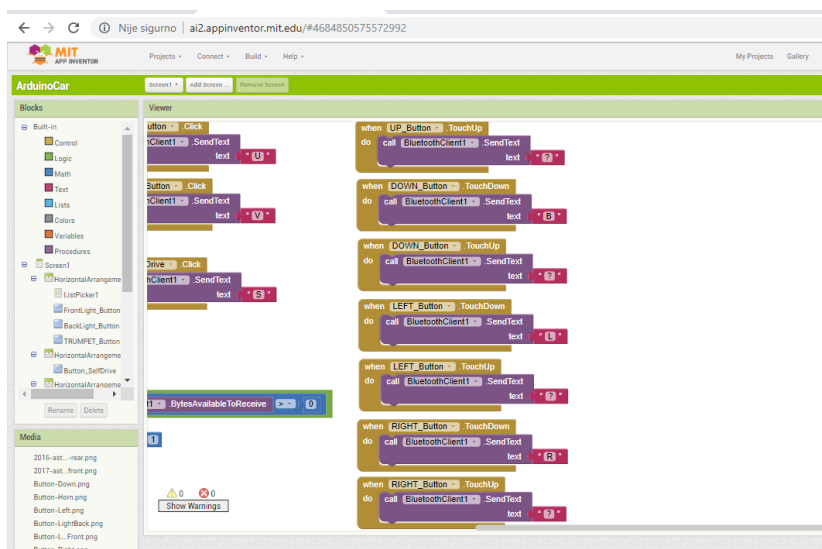 Nije sigurno | ai2.appinventor.mit.edu/#4684850575572992
MIT
APP INVENTOR
Projects
Connect
Build
Help
My Projects
Gallery
ArduinoCar
Screen1
Add Screen ...
Remove Screen
Blocks
Built-in
Control
Logic
Math
Text
Lists
Colors
Variables
Procedures
Screen1
HorizontalArrangeme
ListPicker1
FrontLight_Button
BackLight_Button
TRUMPET_Button
HorizontalArrangeme
Button_SelfDrive
HorizontalArrangeme
Rename
Delete
Media
2016-ast...-rear.png
2017-ast...front.png
Button-Down.png
Button-Horn.png
Button-Left.png
Button-LightBack.png
Button-L...Front.png
Viewer
utton .Click
hClient1 .SendText
text " U "
Button .Click
hClient1 .SendText
text " V "
Drive .Click
hClient1 .SendText
text " S "
t1 .BytesAvailableToReceive > 0
1
0 0
Show Warnings
when UP_Button .TouchUp
do call BluetoothClient1 .SendText
text " ? "
when DOWN_Button .TouchDown
do call BluetoothClient1 .SendText
text " B "
when DOWN_Button .TouchUp
do call BluetoothClient1 .SendText
text " ? "
when LEFT_Button .TouchDown
do call BluetoothClient1 .SendText
text " L "
when LEFT_Button .TouchUp
do call BluetoothClient1 .SendText
text " ? "
when RIGHT_Button .TouchDown
do call BluetoothClient1 .SendText
text " R "
when RIGHT_Button .TouchUp
do call BluetoothClient1 .SendText
text " ? "